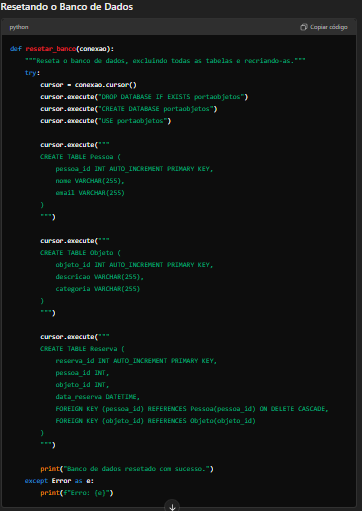 Resetando o Banco de Dados
python
Copiar código
def resetar_banco(conexao):
    """Reseta o banco de dados, excluindo todas as tabelas e recriando-as."""
    try:
        cursor = conexao.cursor()
        cursor.execute("DROP DATABASE IF EXISTS portaobjetos")
        cursor.execute("CREATE DATABASE portaobjetos")
        cursor.execute("USE portaobjetos")

        cursor.execute("""
        CREATE TABLE Pessoa (
            pessoa_id INT AUTO_INCREMENT PRIMARY KEY,
            nome VARCHAR(255),
            email VARCHAR(255)
        )
        """)

        cursor.execute("""
        CREATE TABLE Objeto (
            objeto_id INT AUTO_INCREMENT PRIMARY KEY,
            descricao VARCHAR(255),
            categoria VARCHAR(255)
        )
        """)

        cursor.execute("""
        CREATE TABLE Reserva (
            reserva_id INT AUTO_INCREMENT PRIMARY KEY,
            pessoa_id INT,
            objeto_id INT,
            data_reserva DATETIME,
            FOREIGN KEY (pessoa_id) REFERENCES Pessoa(pessoa_id) ON DELETE CASCADE,
            FOREIGN KEY (objeto_id) REFERENCES Objeto(objeto_id)
        )
        """)

        print("Banco de dados resetado com sucesso.")
    except Error as e:
        print(f"Erro: {e}")